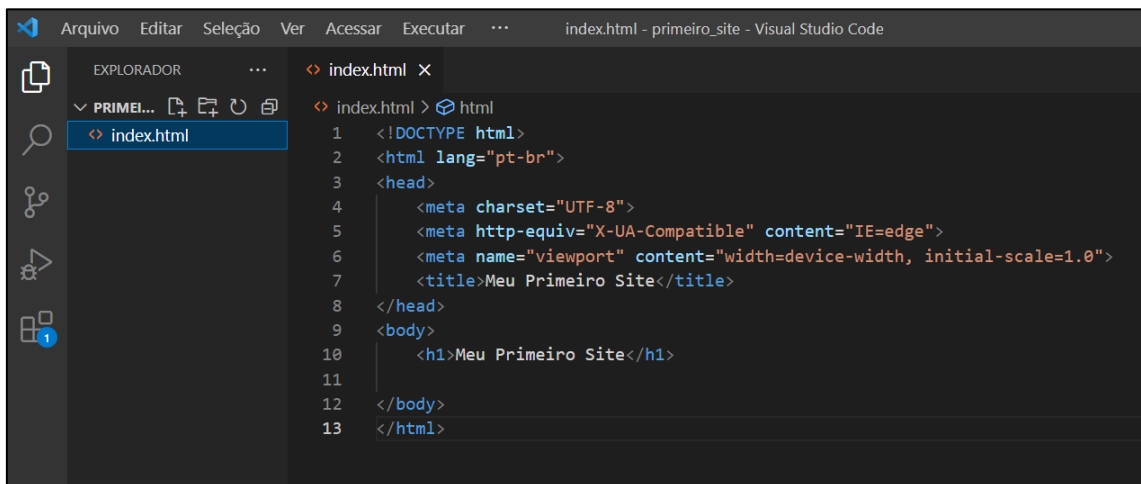 Arquivo Editar Seleção Ver Acessar Executar ··· index.html - primeiro_site - Visual Studio Code
EXPLORADOR ···
PRIMEI...
index.html
1
index.html
index.html > html
1 <!DOCTYPE html>
2 <html lang="pt-br">
3 <head>
4     <meta charset="UTF-8">
5     <meta http-equiv="X-UA-Compatible" content="IE=edge">
6     <meta name="viewport" content="width=device-width, initial-scale=1.0">
7     <title>Meu Primeiro Site</title>
8 </head>
9 <body>
10     <h1>Meu Primeiro Site</h1>
11
12 </body>
13 </html>